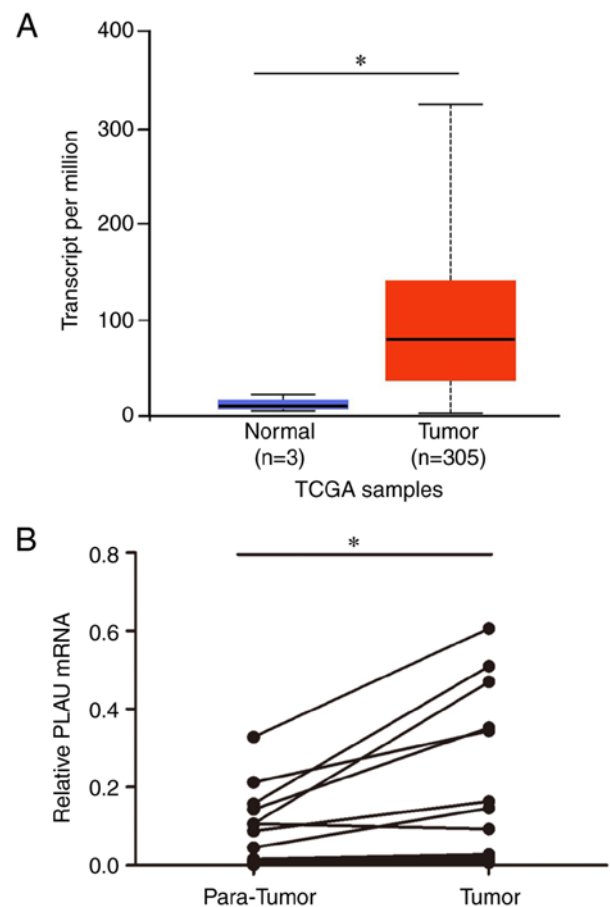 A
400
300
200
100
0
Transcript per million
*
Normal
(n=3)
Tumor
(n=305)
TCGA samples
B
0.8
0.6
0.4
0.2
0.0
Relative PLAU mRNA
*
Para-Tumor
Tumor